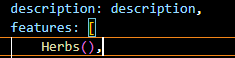 description: description,
features: [
Herbs(),